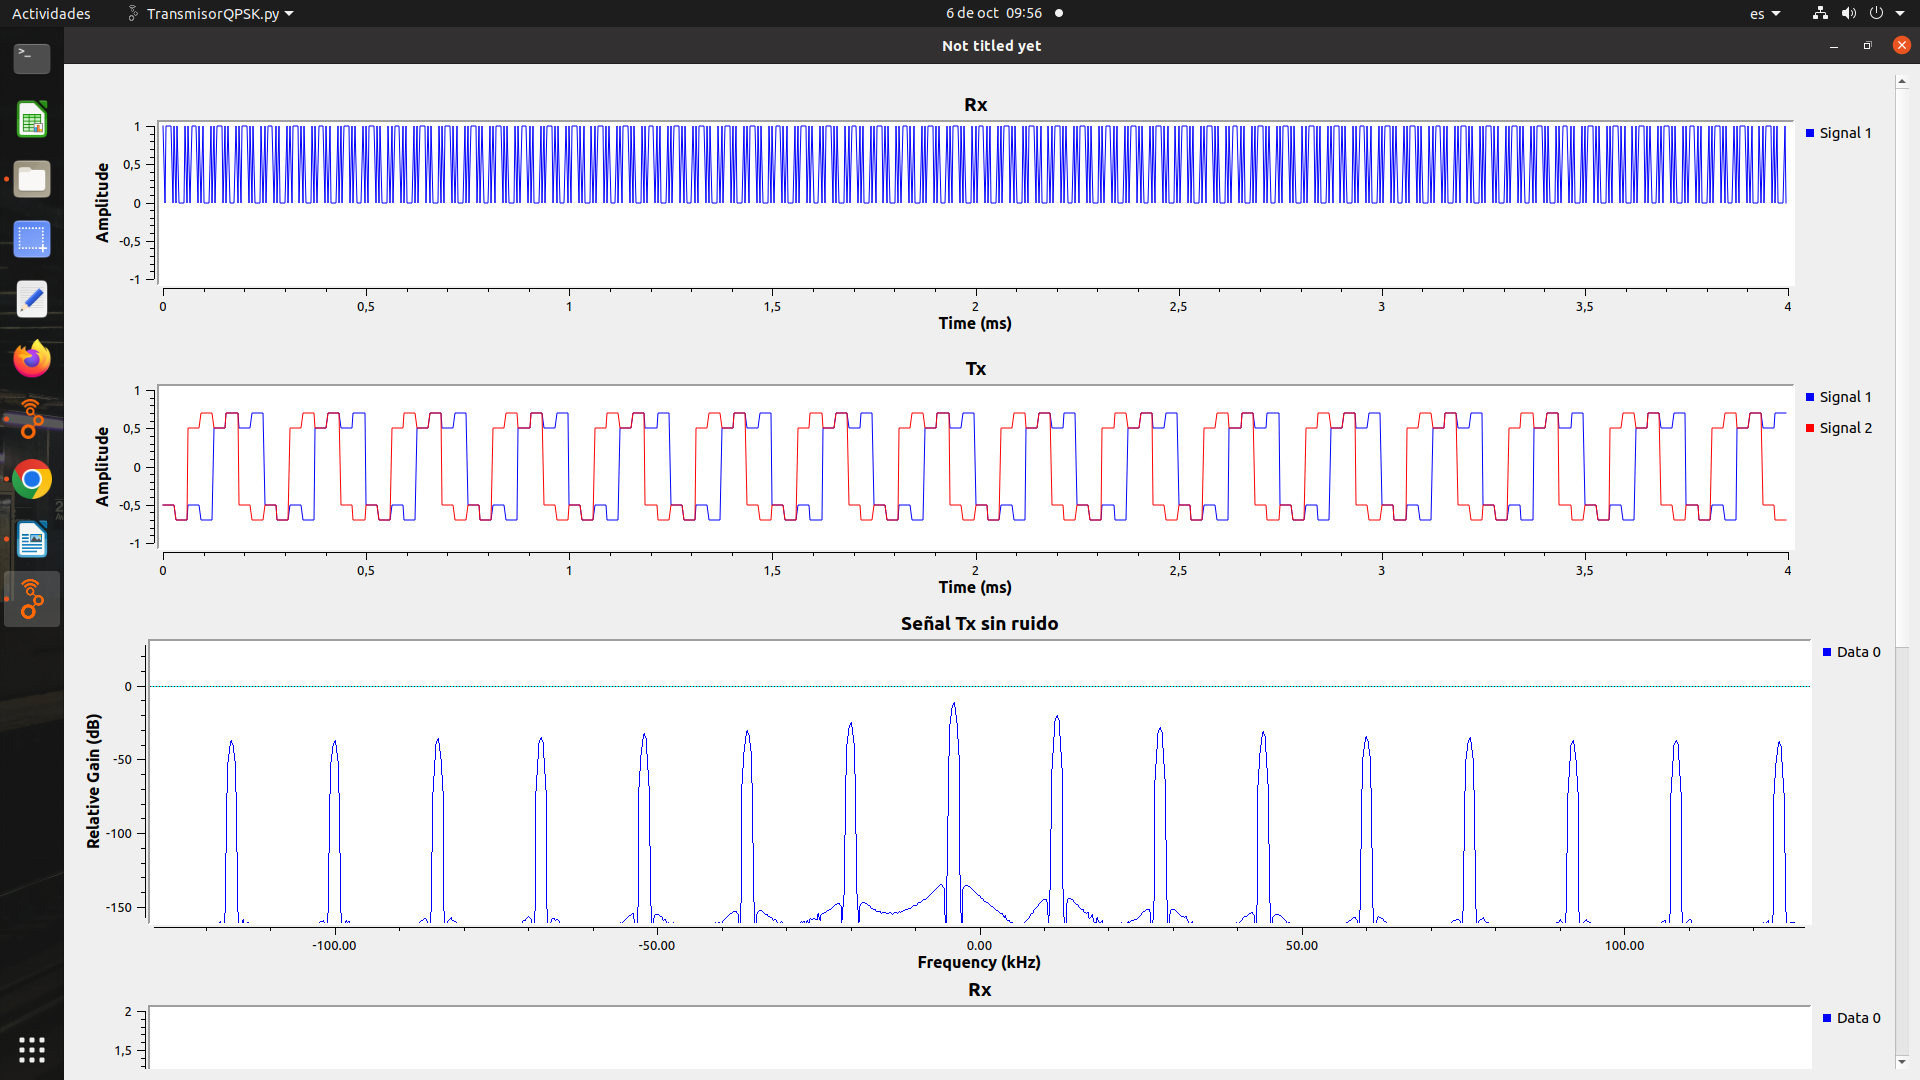 Actividades
TransmisorQPSK.py
6 de oct 09:56
es
Not titled yet
Rx
1
0,5
0
-0,5
-1
Amplitude
Signal 1
0 0,5 1 1,5 2 2,5 3 3,5 4
Time (ms)
Tx
1
0,5
0
-0,5
-1
Amplitude
Signal 1
Signal 2
0 0,5 1 1,5 2 2,5 3 3,5 4
Time (ms)
Señal Tx sin ruido
0
-50
-100
-150
Relative Gain (dB)
Data 0
-100.00 -50.00 0.00 50.00 100.00
Frequency (kHz)
Rx
2
1,5
Data 0